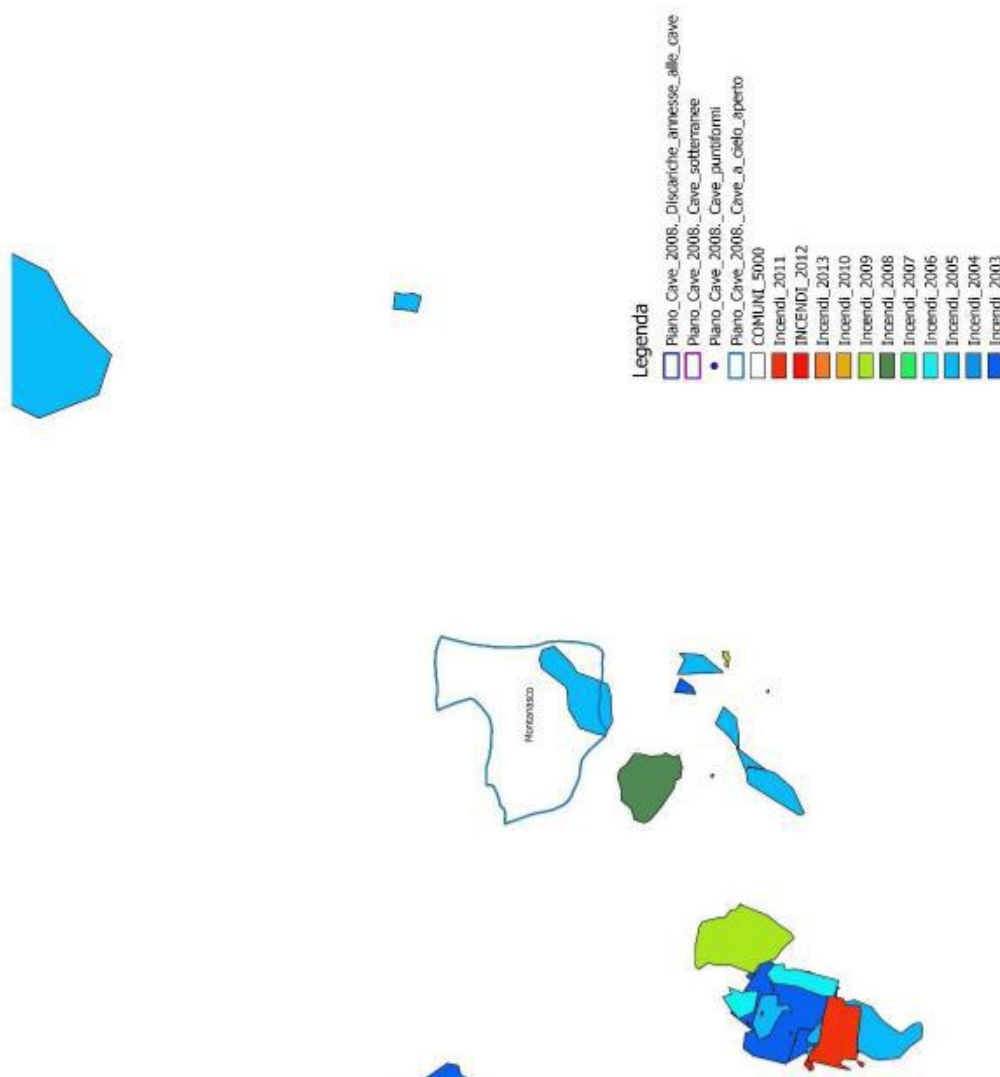 Montanasco
Legenda
Piano_Cave_2008._Discariche_annesse_alle_cave
Piano_Cave_2008._Cave_sotterranee
Piano_Cave_2008._Cave_puntiformi
Piano_Cave_2008._Cave_a_cielo_aperto
COMUNI_5000
Incendi_2011
INCENDI_2012
Incendi_2013
Incendi_2010
Incendi_2009
Incendi_2008
Incendi_2007
Incendi_2006
Incendi_2005
Incendi_2004
Incendi_2003